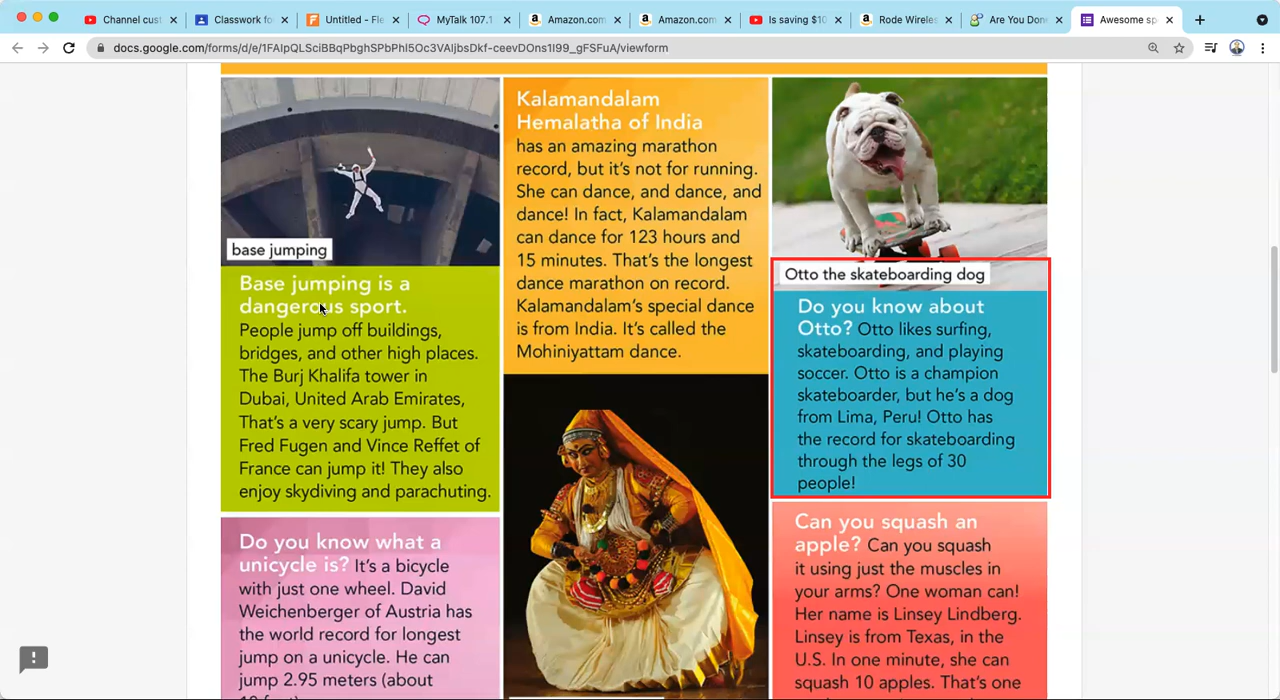 Channel cust
Classwork fo
Untitled - Fle
MyTalk 107.1
Amazon.com
Amazon.com
Is saving $10
Rode Wireles
Are You Don
Awesome sp
docs.google.com/forms/d/e/1FAIpQLSciBBqPbghSPbPhI5Oc3VAIjbsDkf-ceevDOns1I99_gFSFuA/viewform
base jumping
Base jumping is a
dangerous sport.
People jump off buildings,
bridges, and other high places.
The Burj Khalifa tower in
Dubai, United Arab Emirates,
That's a very scary jump. But
Fred Fugen and Vince Reffet of
France can jump it! They also
enjoy skydiving and parachuting.
Do you know what a
unicycle is? It's a bicycle
with just one wheel. David
Weichenberger of Austria has
the world record for longest
jump on a unicycle. He can
jump 2.95 meters (about
Kalamandalam
Hemalatha of India
has an amazing marathon
record, but it's not for running.
She can dance, and dance, and
dance! In fact, Kalamandalam
can dance for 123 hours and
15 minutes. That's the longest
dance marathon on record.
Kalamandalam's special dance
is from India. It's called the
Mohiniyattam dance.
Otto the skateboarding dog
Do you know about
Otto? Otto likes surfing,
skateboarding, and playing
soccer. Otto is a champion
skateboarder, but he's a dog
from Lima, Peru! Otto has
the record for skateboarding
through the legs of 30
people!
Can you squash an
apple? Can you squash
it using just the muscles in
your arms? One woman can!
Her name is Linsey Lindberg.
Linsey is from Texas, in the
U.S. In one minute, she can
squash 10 apples. That's one